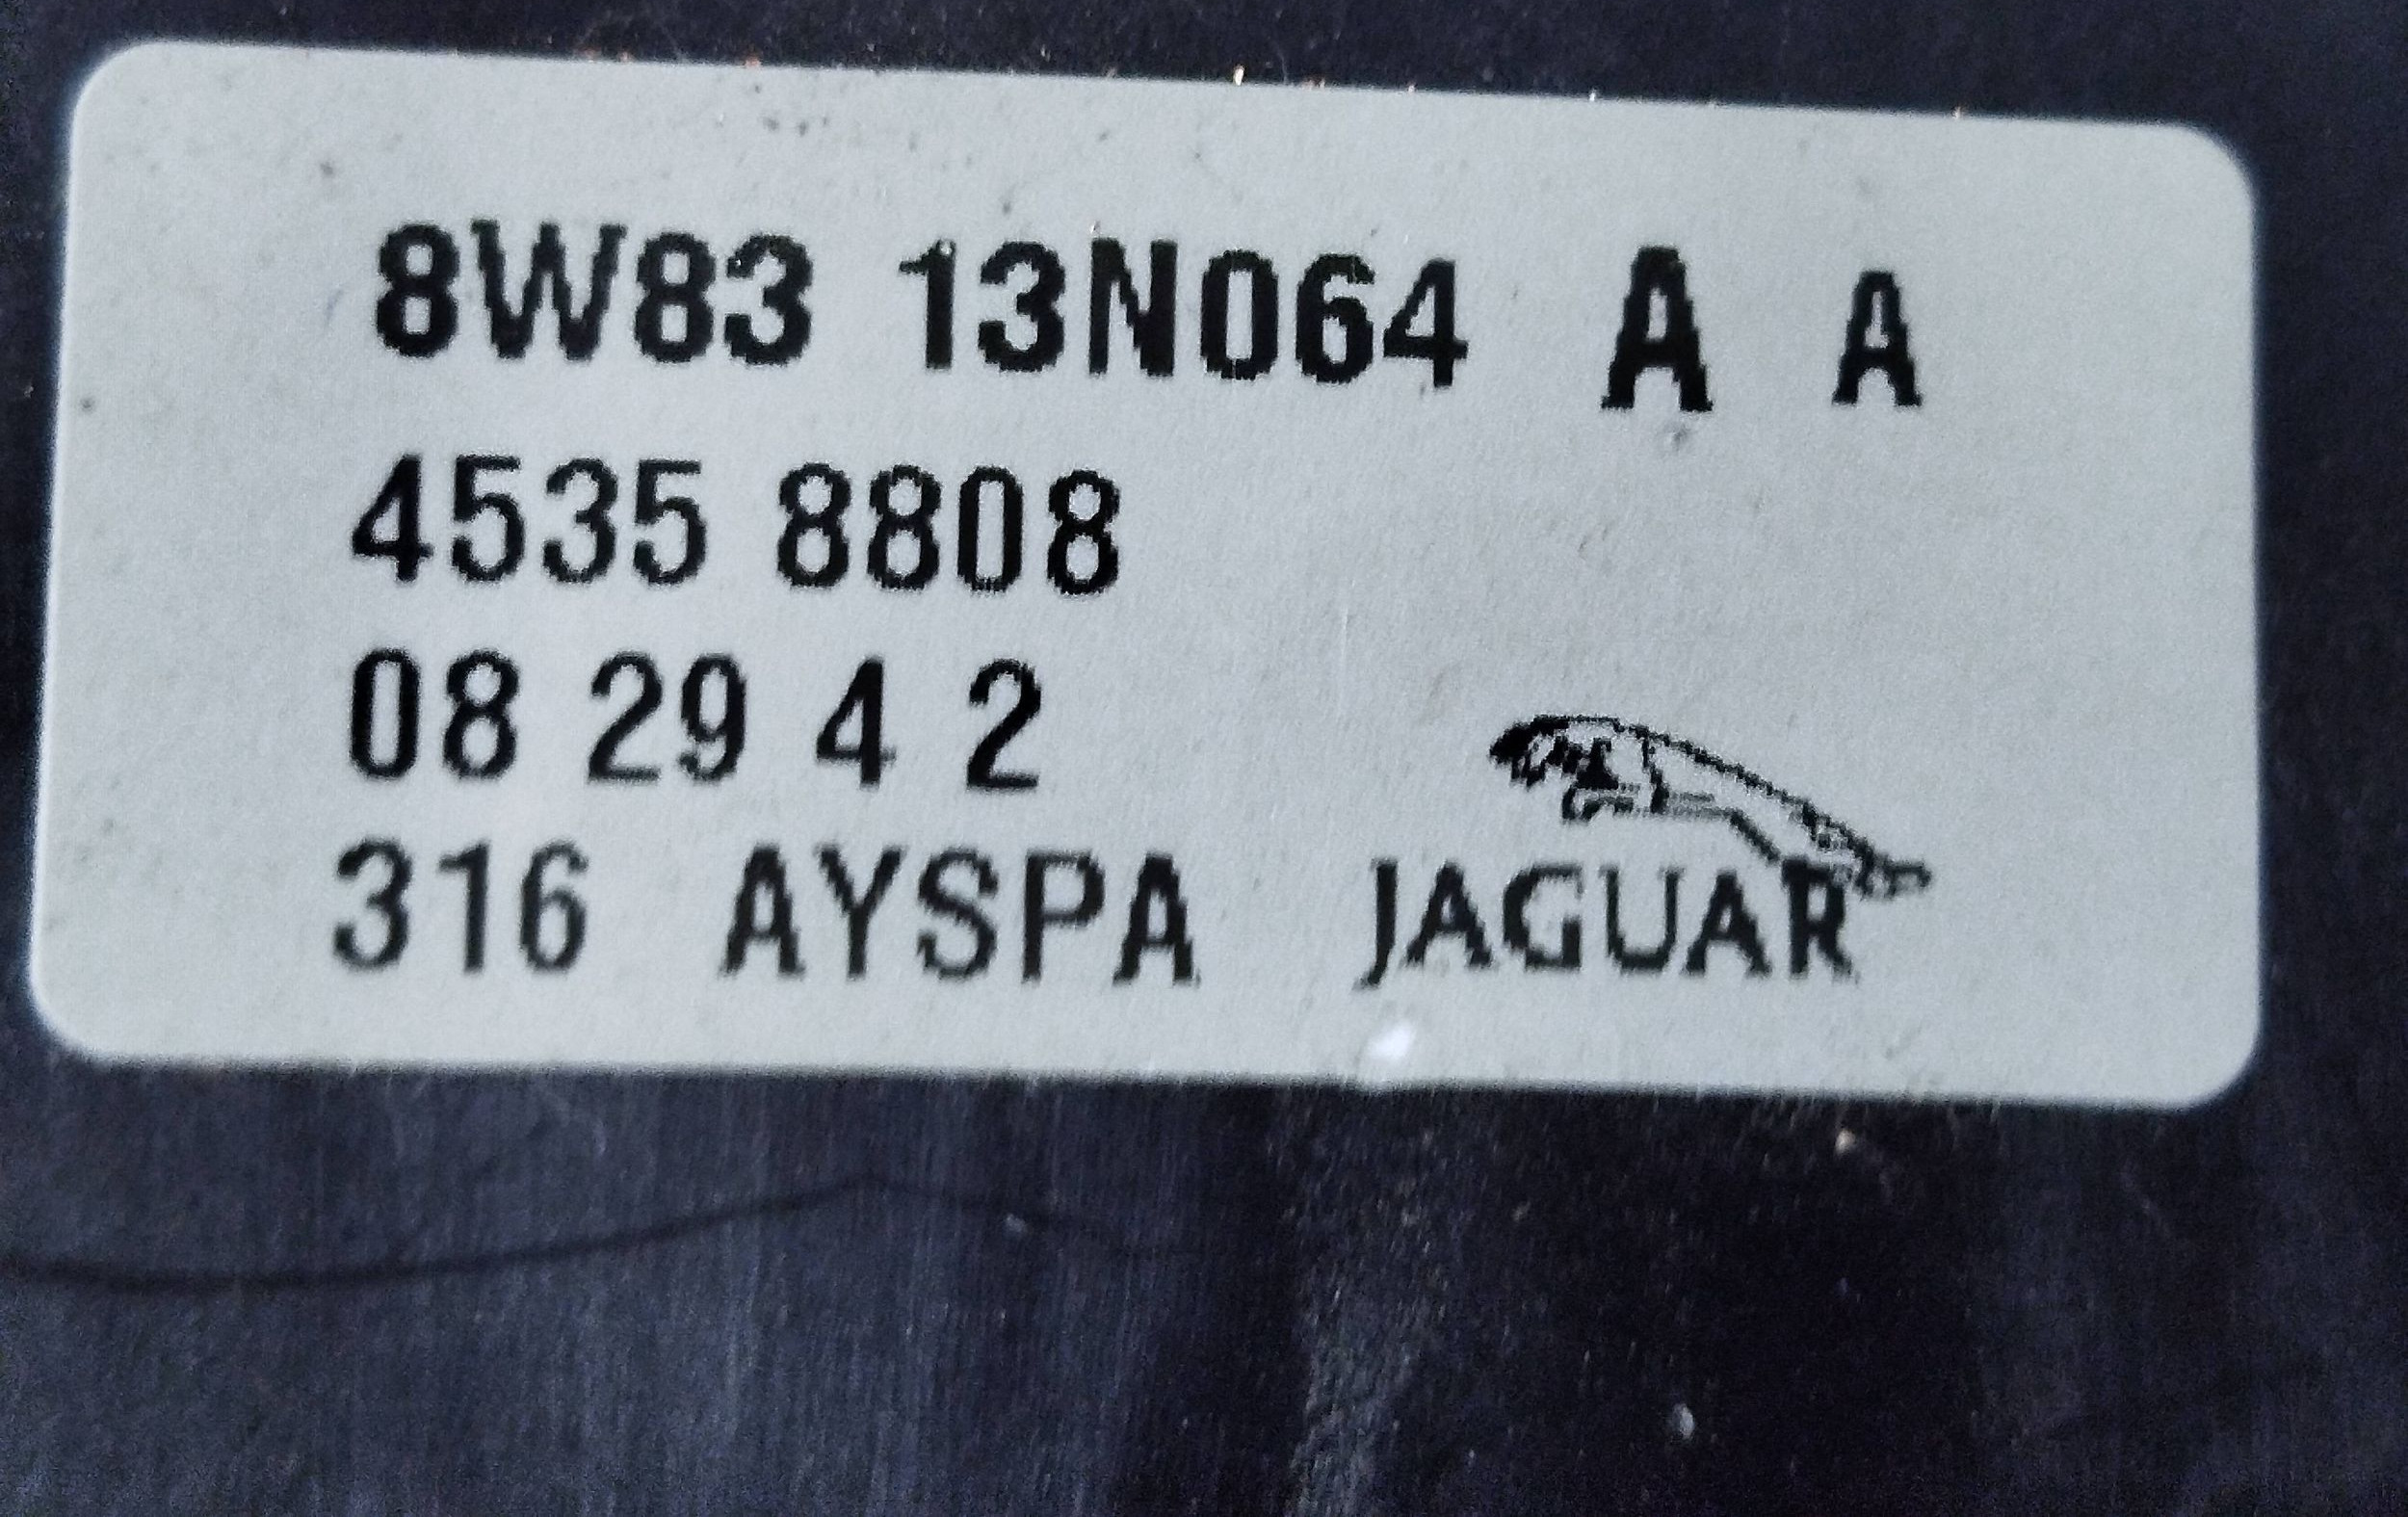 8W83 13N064 A A
4535 8808
08 29 4 2
316 AYSPA JAGUAR